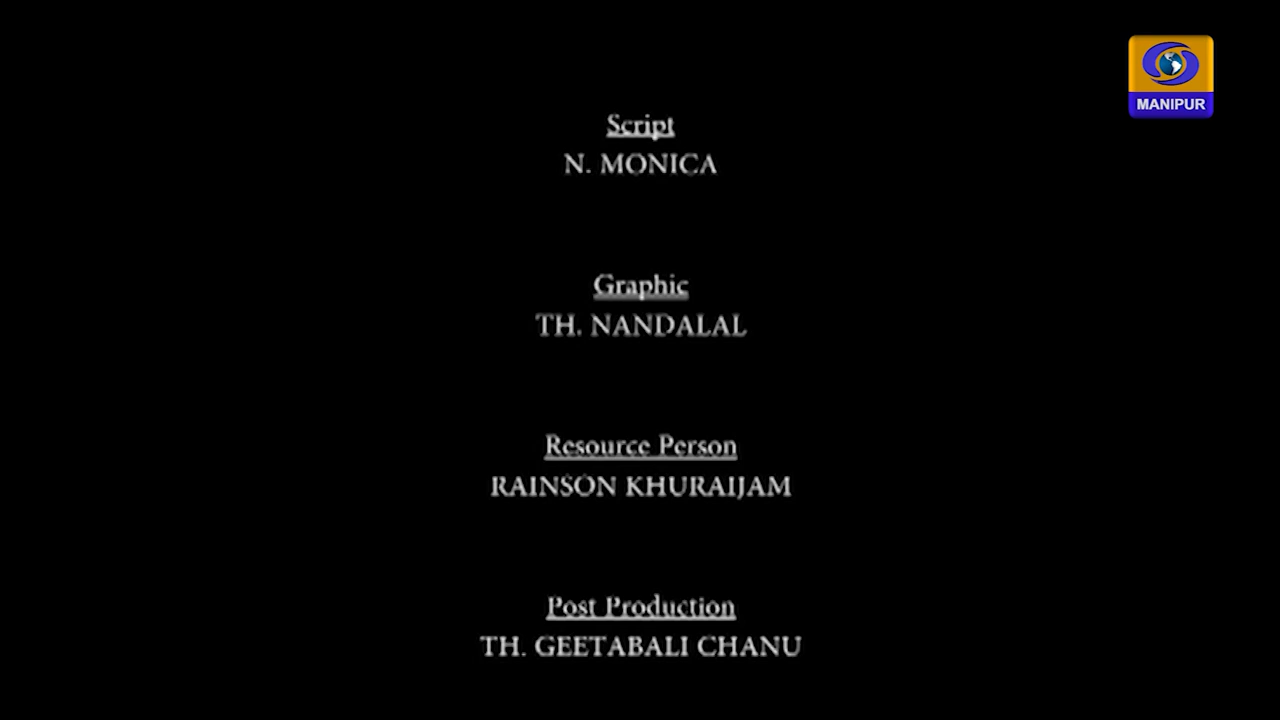 MANIPUR
Script
N. MONICA
Graphic
TH. NANDALAL
Resource Person
RAINSON KHURAIJAM
Post Production
TH. GEETABALI CHANU